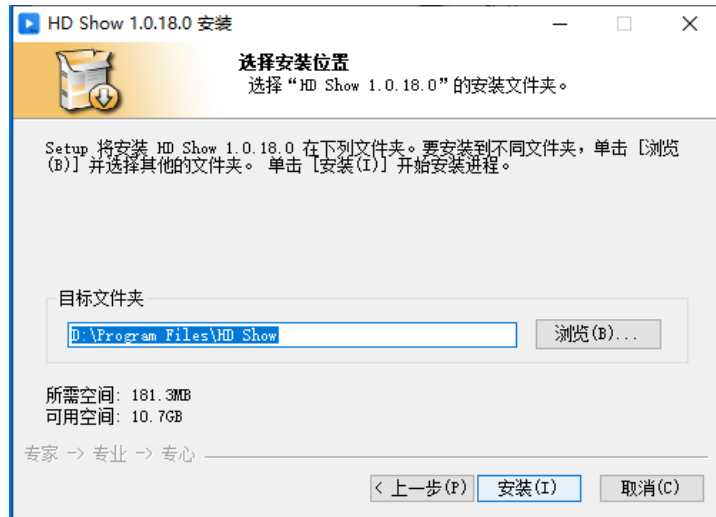 HD Show 1.0.18.0 安装
选择安装位置
选择“HD Show 1.0.18.0”的安装文件夹。
Setup 将安装 HD Show 1.0.18.0 在下列文件夹。要安装到不同文件夹，单击 [浏览
(B)] 并选择其他的文件夹。 单击 [安装(I)] 开始安装进程。
目标文件夹
D:\Program Files\HD Show
浏览(B)...
所需空间: 181.3MB
可用空间: 10.7GB
专家 -> 专业 -> 专心
< 上一步(P) 安装(I) 取消(C)